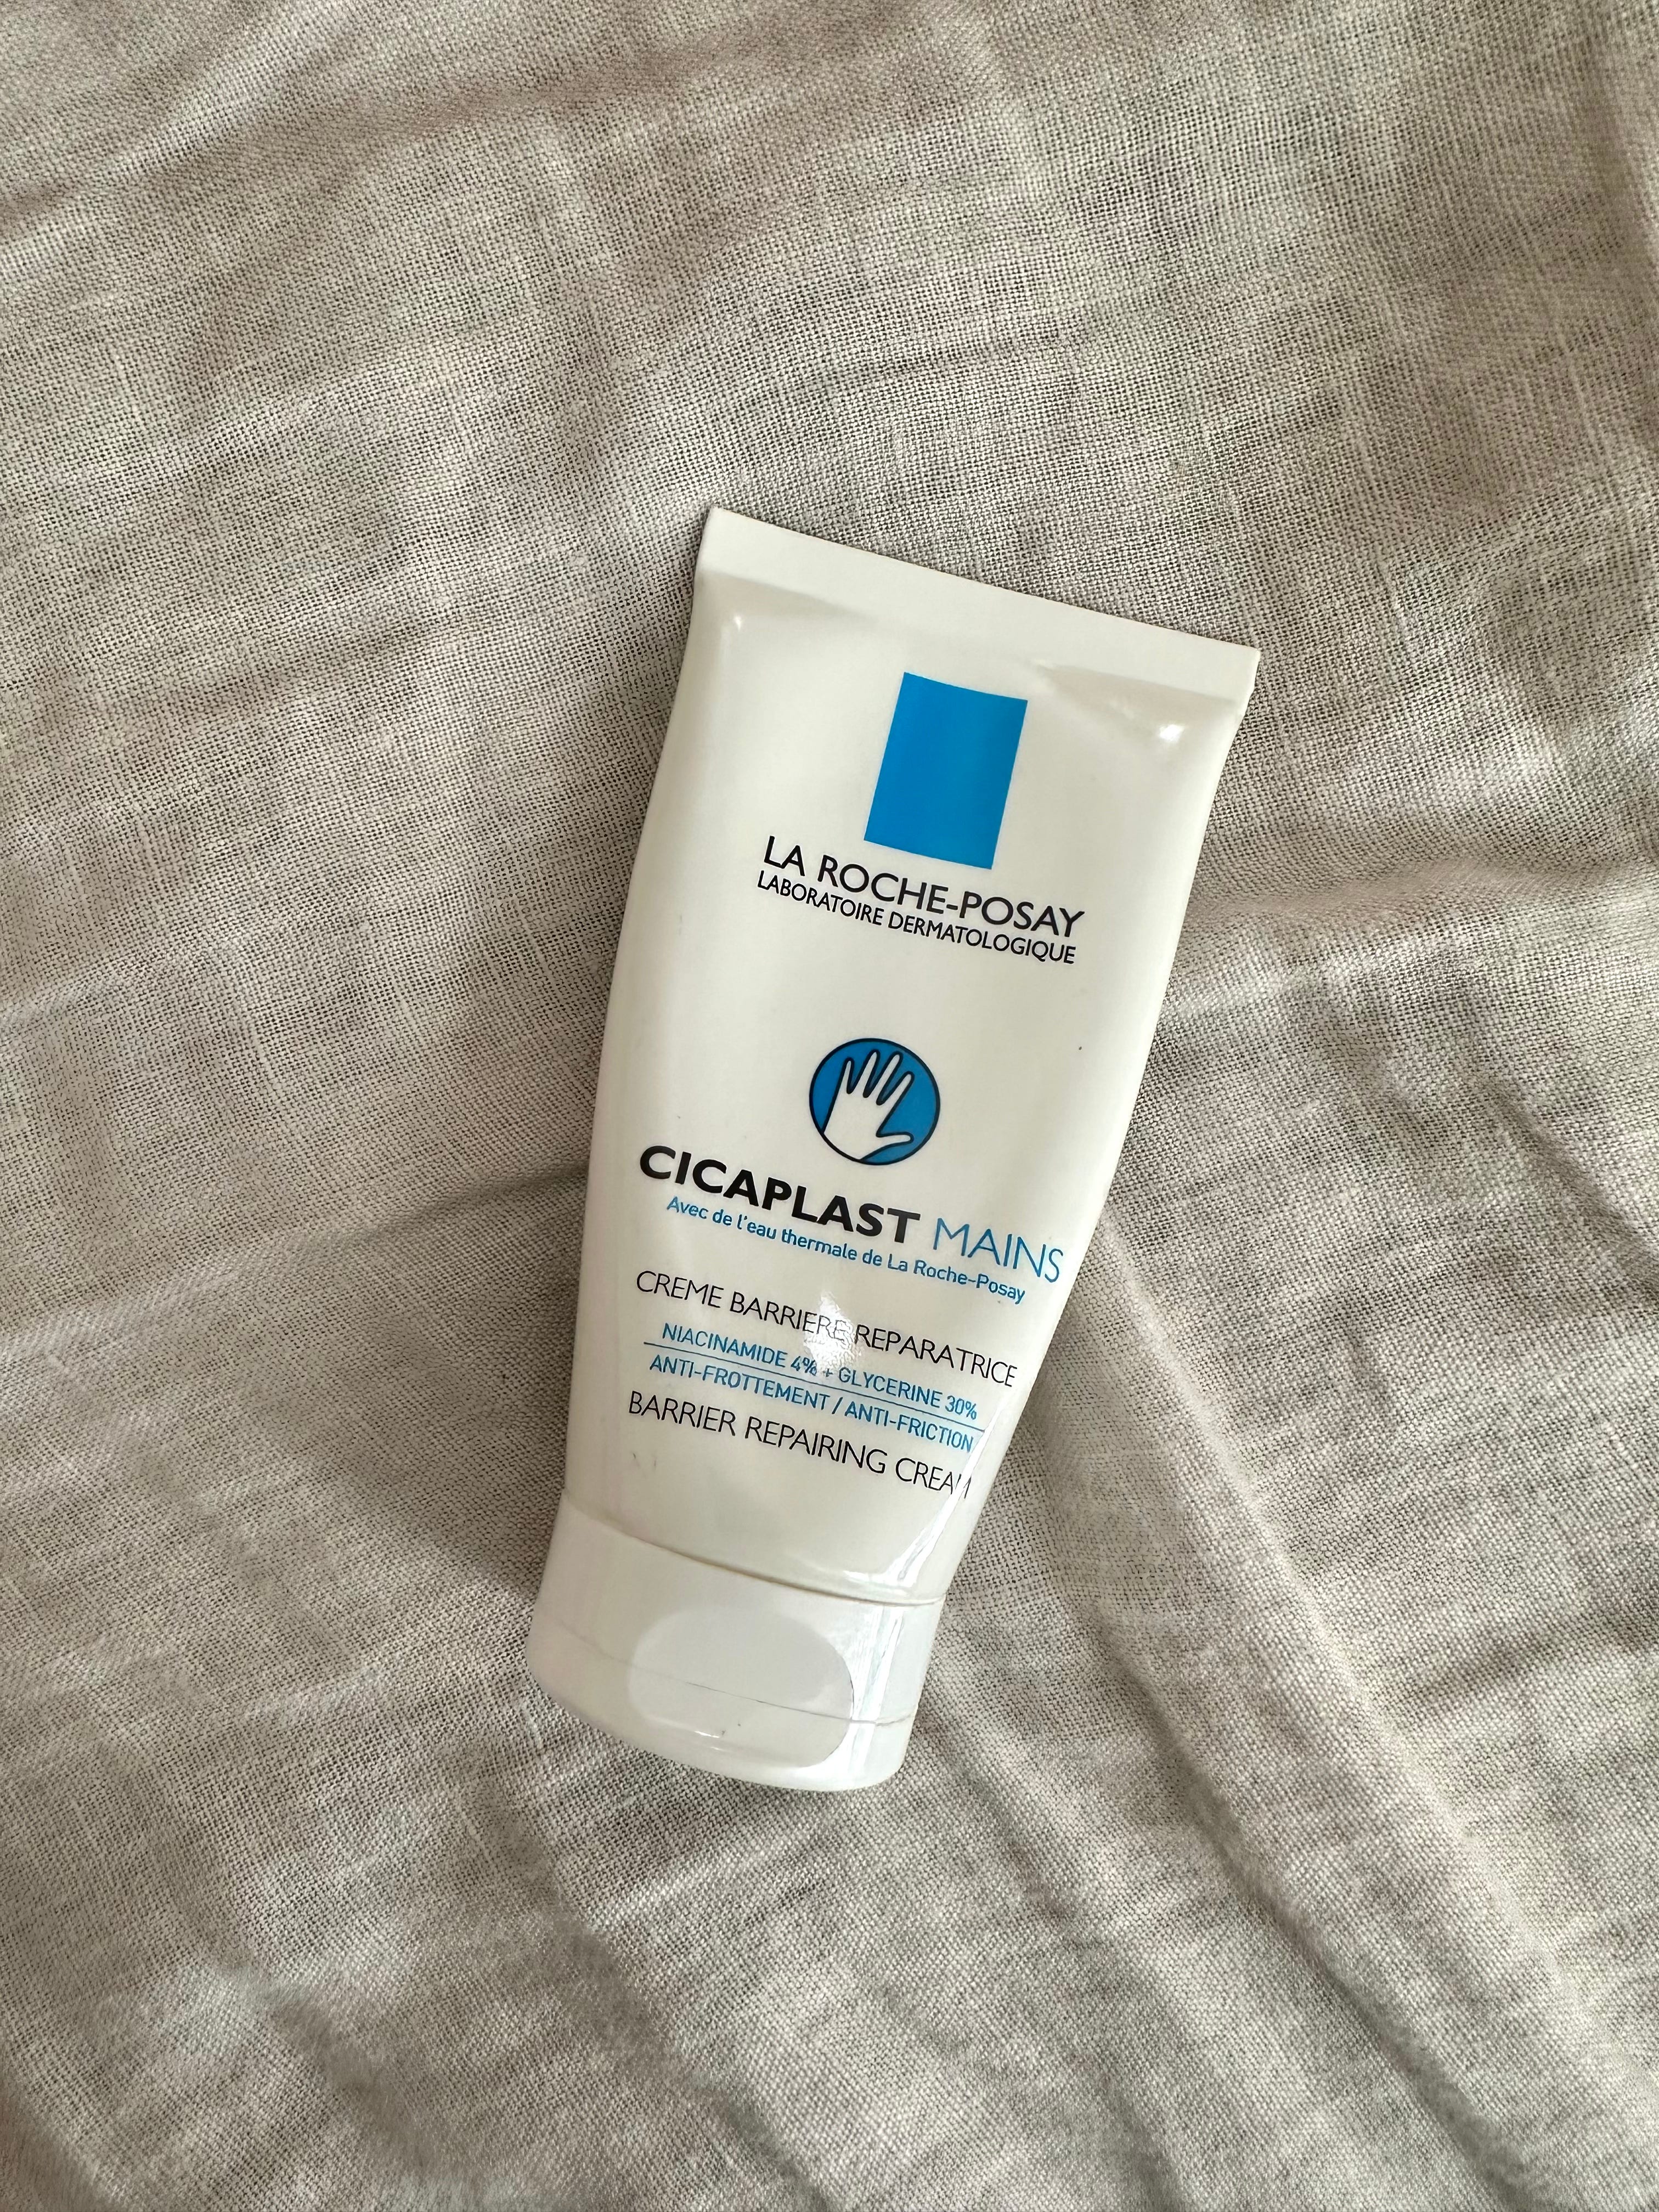 LA ROCHE-POSAY
LABORATOIRE DERMATOLOGIQUE
CICAPLAST MAINS
Avec de l'eau thermale de La Roche-Posay
CREME BARRIERE REPARATRICE
NIACINAMIDE 4% + GLYCERINE 30%
ANTI-FROTTEMENT / ANTI-FRICTION
BARRIER REPAIRING CREAM